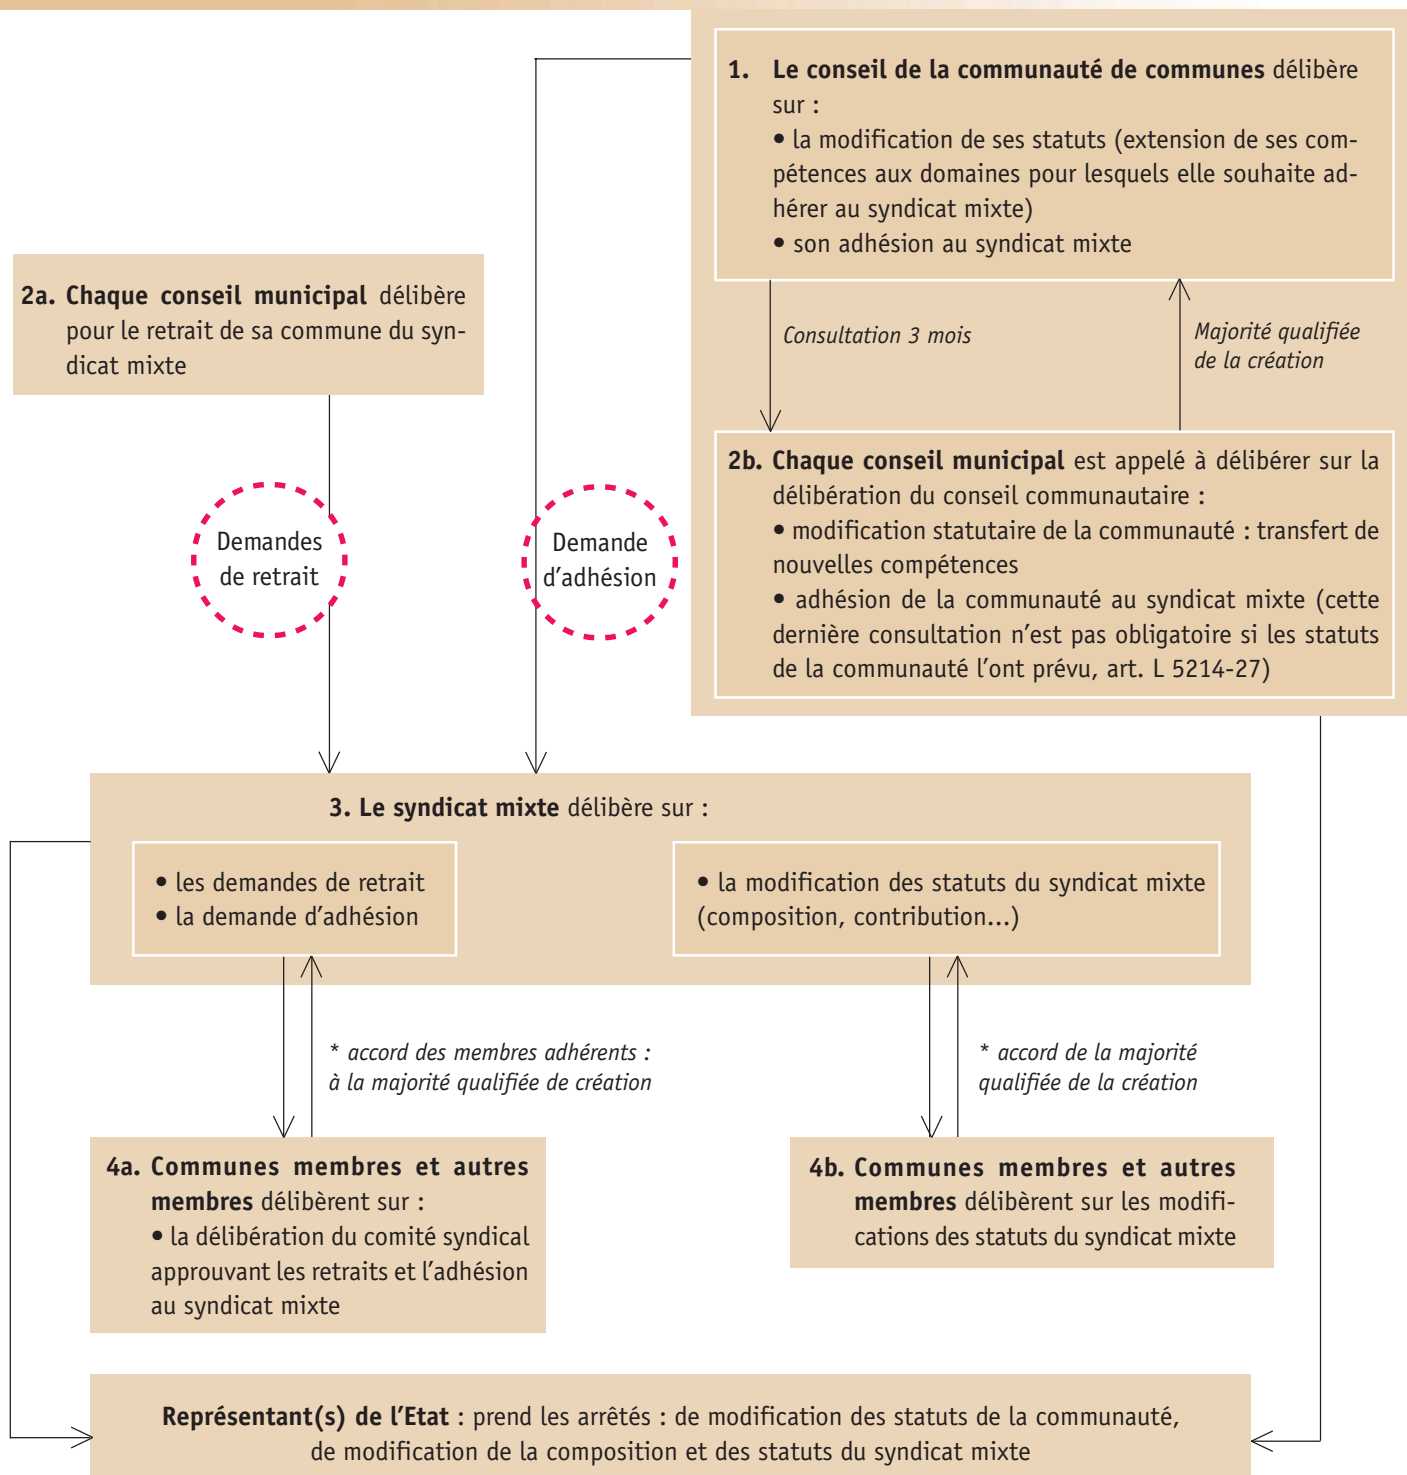 1. Le conseil de la communauté de communes délibère
sur :
• la modification de ses statuts (extension de ses com-
pétences aux domaines pour lesquels elle souhaite ad-
hérer au syndicat mixte)
• son adhésion au syndicat mixte
2a. Chaque conseil municipal délibère
pour le retrait de sa commune du syn-
dicat mixte
Consultation 3 mois
Majorité qualifiée
de la création
2b. Chaque conseil municipal est appelé à délibérer sur la
délibération du conseil communautaire :
• modification statutaire de la communauté : transfert de
nouvelles compétences
• adhésion de la communauté au syndicat mixte (cette
dernière consultation n'est pas obligatoire si les statuts
de la communauté l'ont prévu, art. L 5214-27)
Demandes
de retrait
Demande
d'adhésion
3. Le syndicat mixte délibère sur :
• les demandes de retrait
• la demande d'adhésion
• la modification des statuts du syndicat mixte
(composition, contribution...)
* accord des membres adhérents :
à la majorité qualifiée de création
* accord de la majorité
qualifiée de la création
4a. Communes membres et autres
membres délibèrent sur :
• la délibération du comité syndical
approuvant les retraits et l'adhésion
au syndicat mixte
4b. Communes membres et autres
membres délibèrent sur les modifi-
cations des statuts du syndicat mixte
Représentant(s) de l'Etat : prend les arrêtés : de modification des statuts de la communauté,
de modification de la composition et des statuts du syndicat mixte